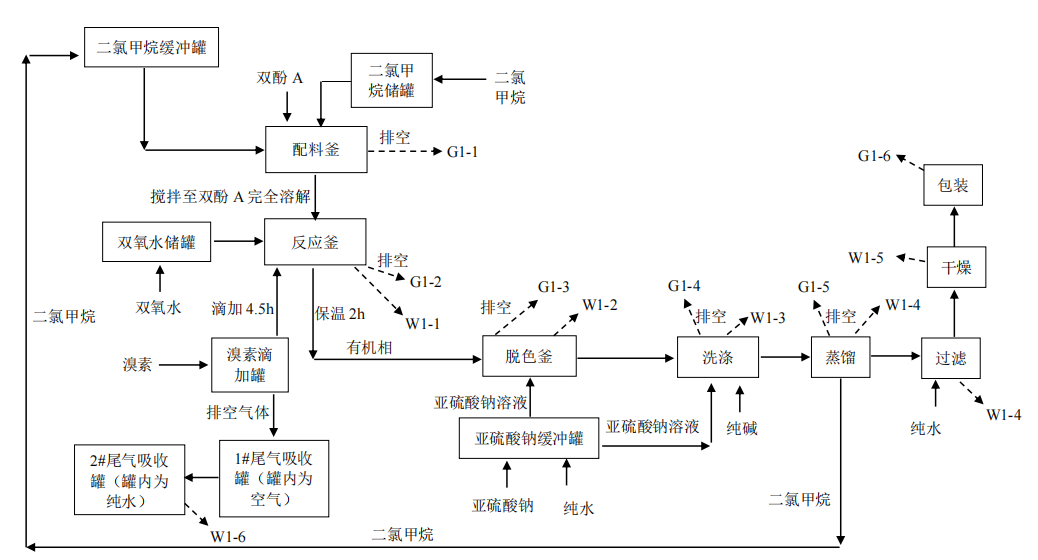 二氯甲烷缓冲罐
双酚 A
二氯甲
烷储罐
二氯
甲烷
配料釜
排空
G1-1
搅拌至双酚 A 完全溶解
双氧水储罐
反应釜
排空
G1-2
W1-1
双氧水
滴加 4.5h
保温 2h
有机相
二氯甲烷
溴素
溴素滴
加罐
排空气体
2#尾气吸收
罐（罐内为
纯水）
1#尾气吸收
罐（罐内为
空气）
W1-6
脱色釜
排空
G1-3
W1-2
亚硫酸钠溶液
亚硫酸钠缓冲罐
亚硫酸钠溶液
亚硫酸钠
纯水
洗涤
G1-4
排空
W1-3
纯碱
蒸馏
G1-5
排空
W1-4
二氯甲烷
过滤
纯水
W1-4
干燥
W1-5
包装
G1-6
二氯甲烷